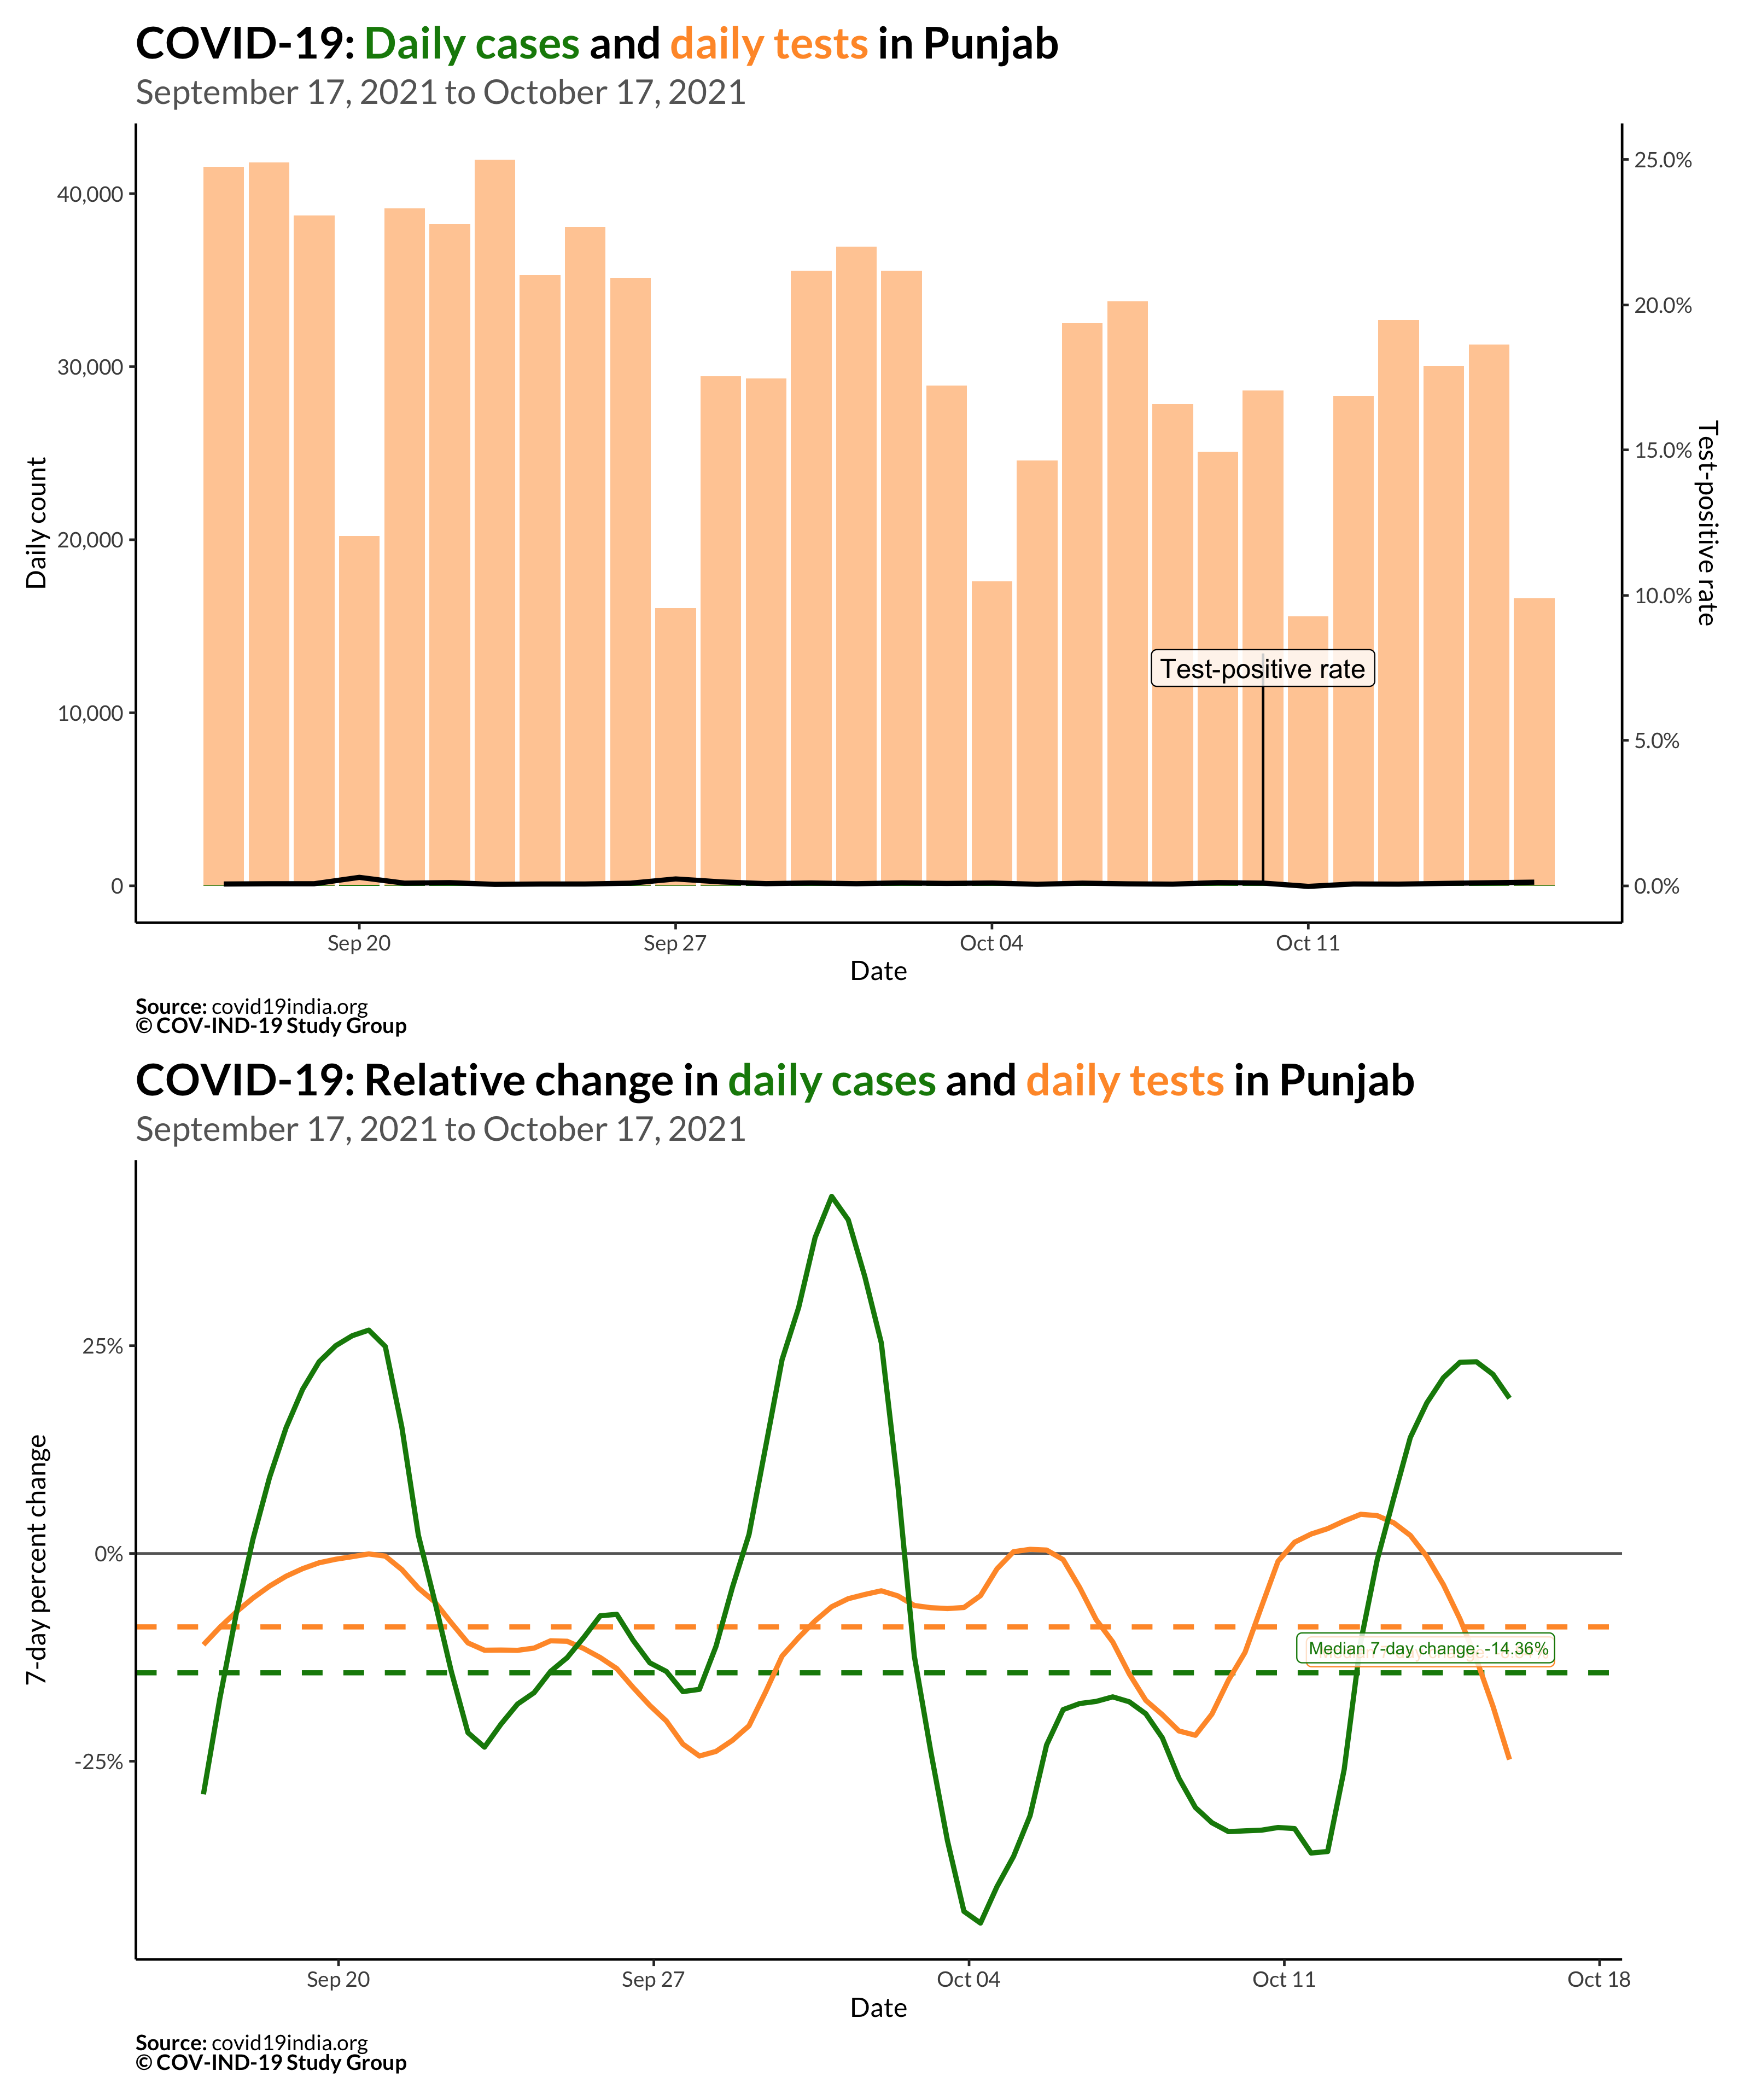 COVID-19: Daily cases and daily tests in Punjab
September 17, 2021 to October 17, 2021
40,000
30,000
20,000
10,000
0
Daily count
25.0%
20.0%
15.0%
10.0%
5.0%
0.0%
Test-positive rate
Test-positive rate
Sep 20
Sep 27
Oct 04
Oct 11
Date
Source: covid19india.org
© COV-IND-19 Study Group
COVID-19: Relative change in daily cases and daily tests in Punjab
September 17, 2021 to October 17, 2021
25%
0%
-25%
7-day percent change
Median 7-day change: -14.36%
Sep 20
Sep 27
Oct 04
Oct 11
Oct 18
Date
Source: covid19india.org
© COV-IND-19 Study Group